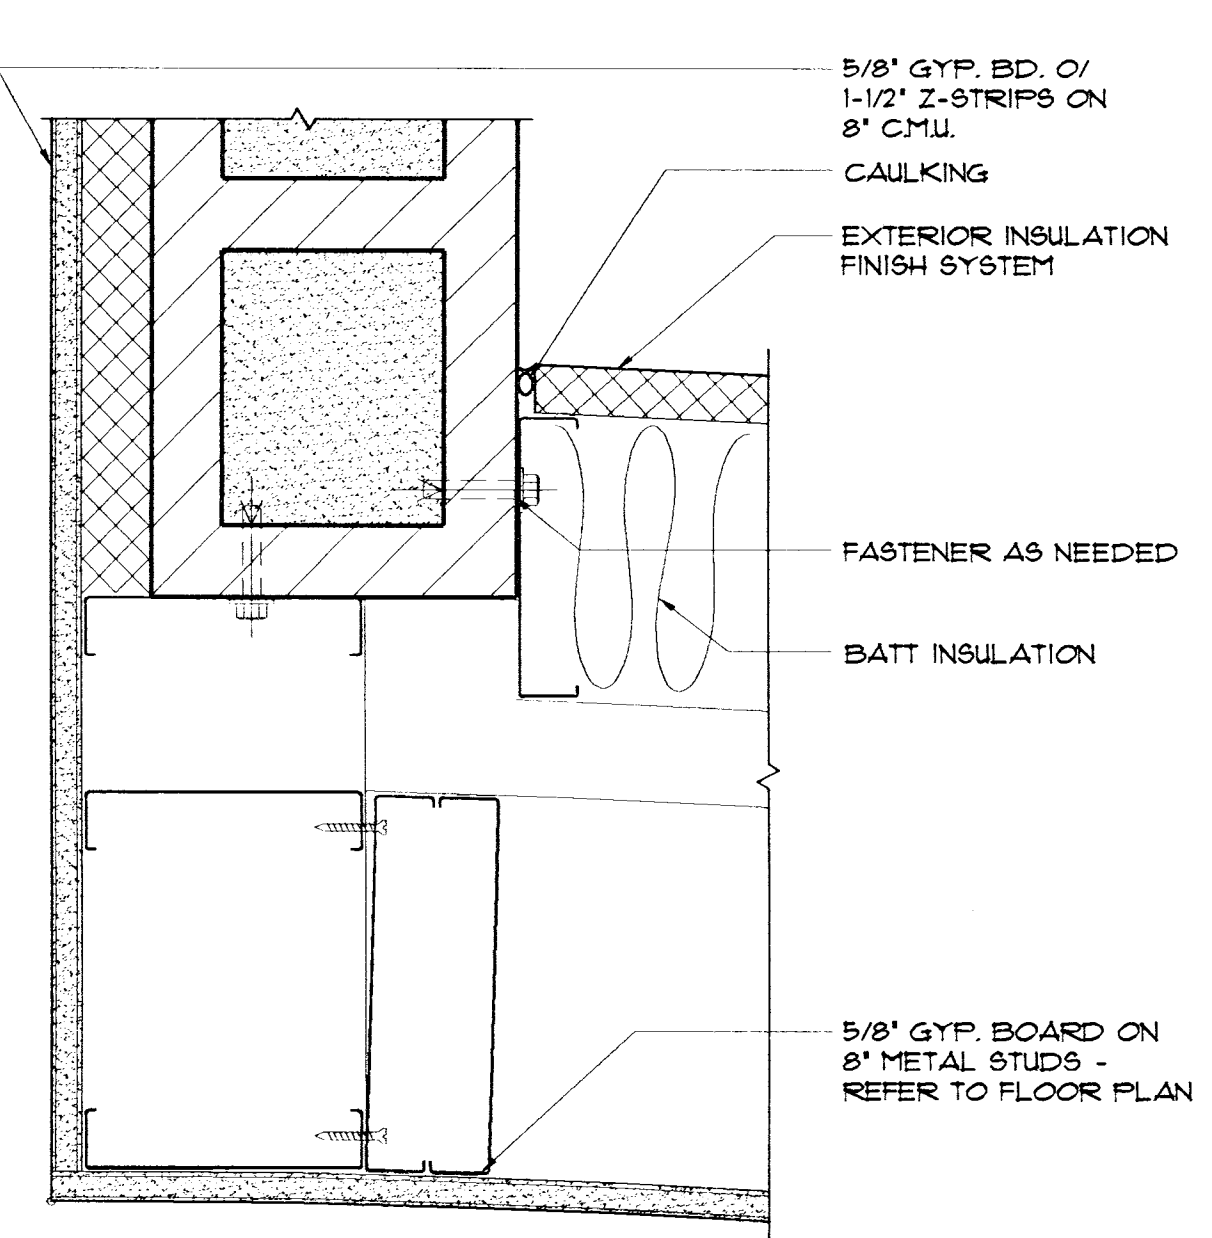 5/8" GYP. BD. O/
1-1/2" Z-STRIPS ON
8" C.M.U.
CAULKING
EXTERIOR INSULATION
FINISH SYSTEM
FASTENER AS NEEDED
BATT INSULATION
5/8" GYP. BOARD ON
8" METAL STUDS -
REFER TO FLOOR PLAN